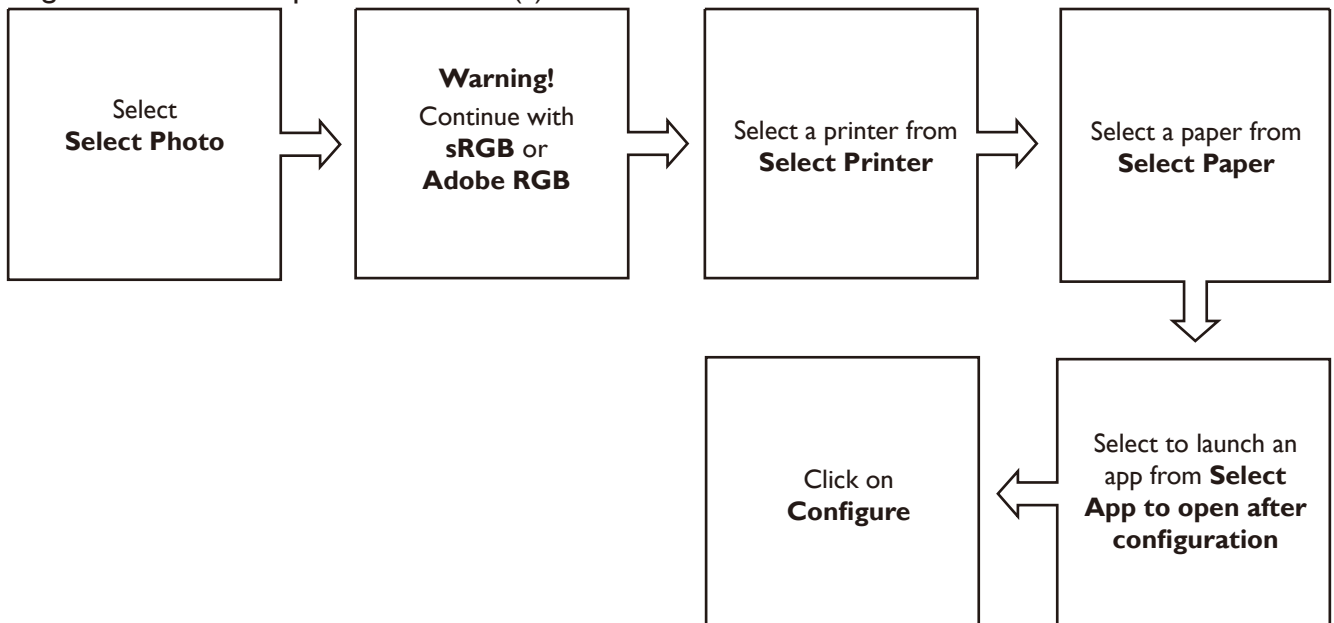 Select
Select Photo
Warning!
Continue with
sRGB or
Adobe RGB
Select a printer from
Select Printer
Select a paper from
Select Paper
Select to launch an
app from Select
App to open after
configuration
Click on
Configure